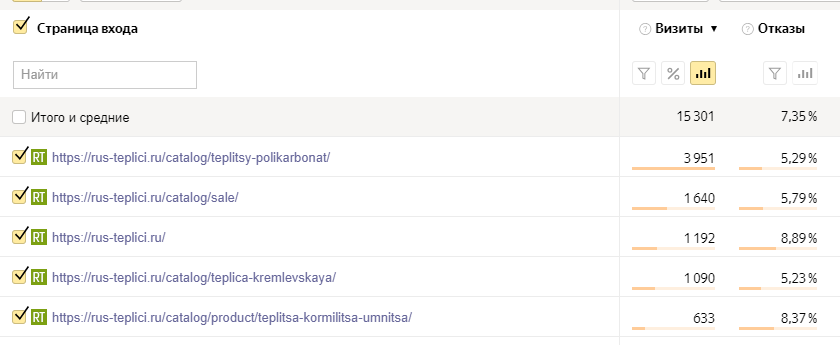 Страница входа
Визиты ▼
Отказы
Найти
%
Итого и средние 15 301 7,35 %
RT https://rus-teplici.ru/catalog/teplitsy-polikarbonat/ 3 951 5,29 %
RT https://rus-teplici.ru/catalog/sale/ 1 640 5,79 %
RT https://rus-teplici.ru/ 1 192 8,89 %
RT https://rus-teplici.ru/catalog/teplica-kremlevskaya/ 1 090 5,23 %
RT https://rus-teplici.ru/catalog/product/teplitsa-kormilitsa-umnitsa/ 633 8,37 %